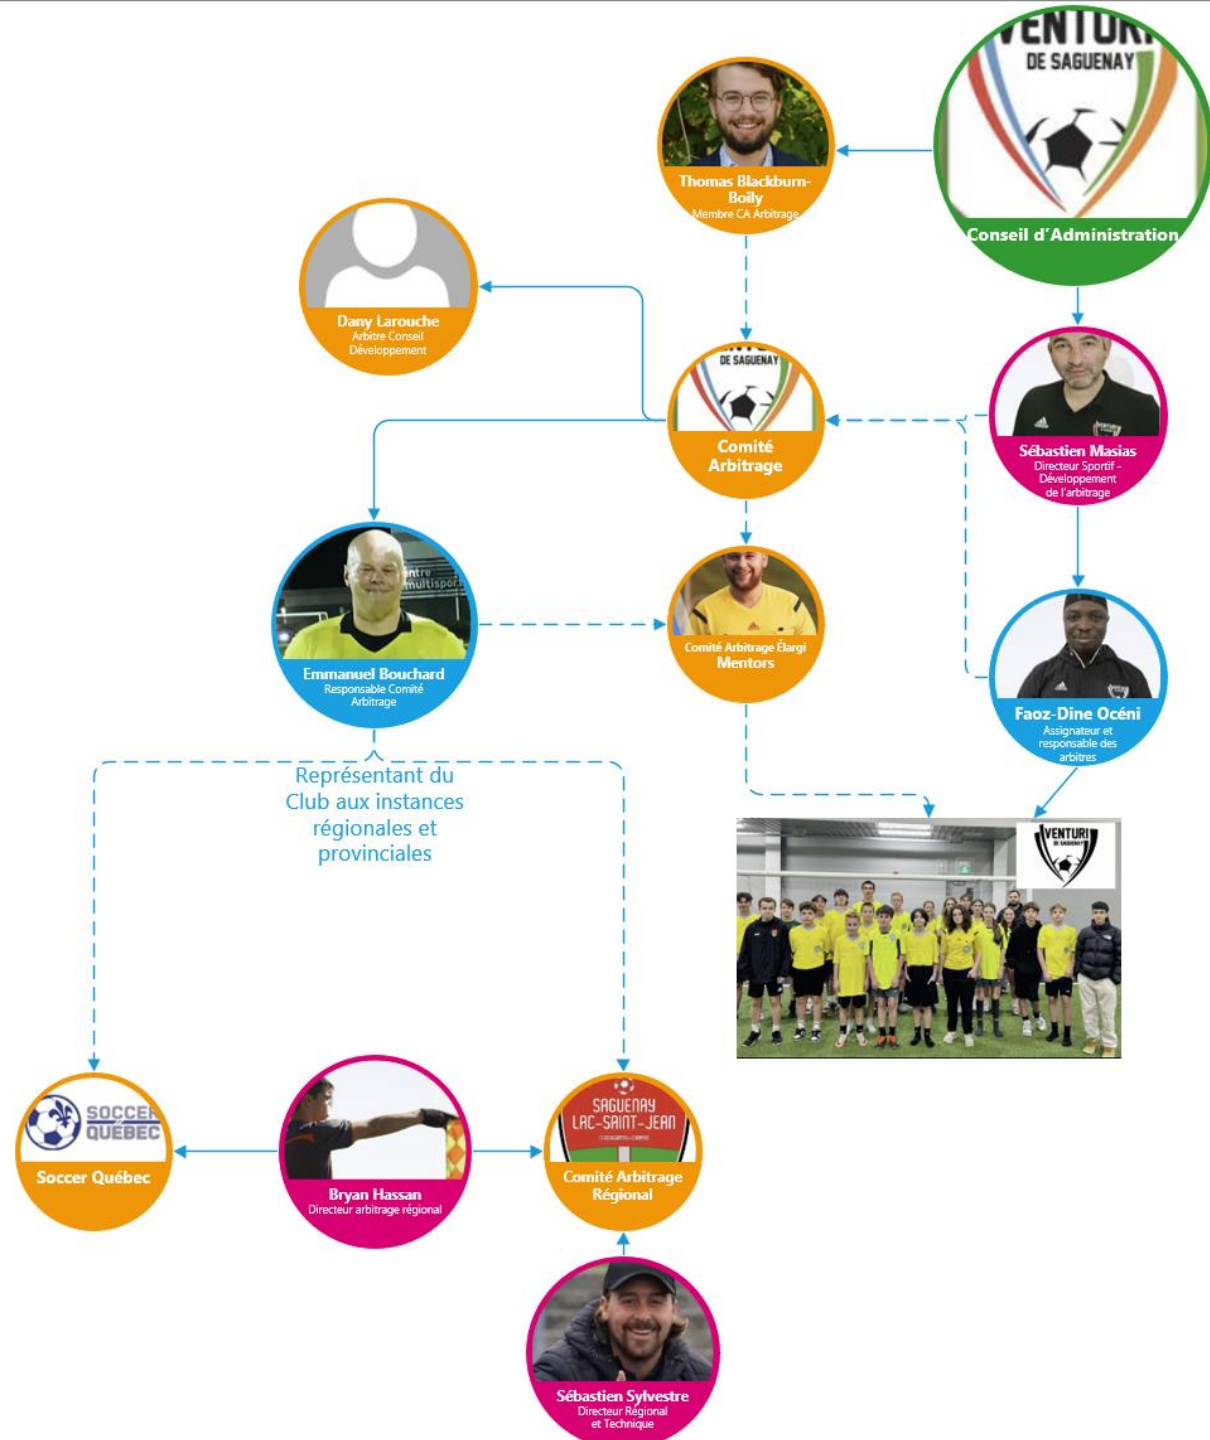 VENTURI
DE SAGUENAY
Conseil d'Administration
Thomas Blackburn-
Boily
Membre CA Arbitrage
Dany Larouche
Arbitre Conseil
Développement
DE SAGUENAY
Comité
Arbitrage
Sébastien Masias
Directeur Sportif -
Développement
de l'arbitrage
multispor
Emmanuel Bouchard
Responsable Comité
Arbitrage
Comité Arbitrage Élargi
Mentors
Faoz-Dine Océni
Assignateur et
responsable des
arbitres
Représentant du
Club aux instances
régionales et
provinciales
VENTURI
DE SAGUENAY
SOCCER
QUÉBEC
Soccer Québec
Bryan Hassan
Directeur arbitrage régional
SAGUENAY
LAC-SAINT-JEAN
Comité Arbitrage
Régional
Sébastien Sylvestre
Directeur Régional
et Technique